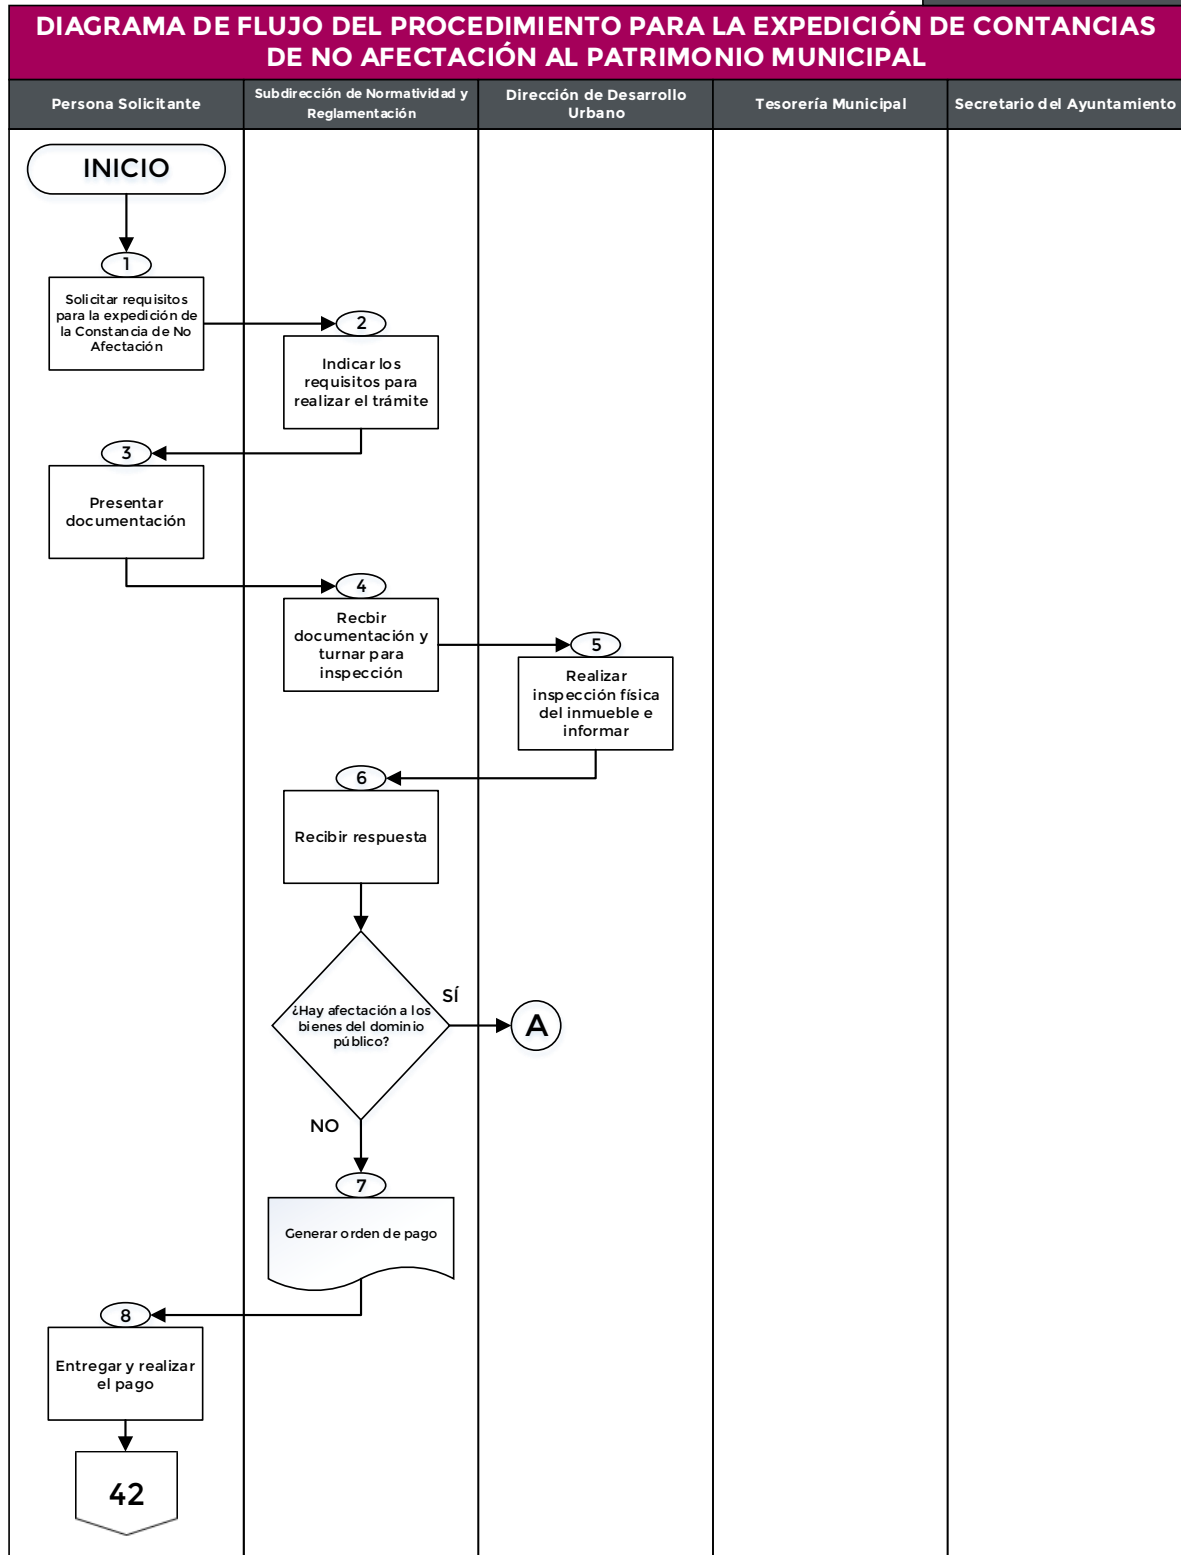 DIAGRAMA DE FLUJO DEL PROCEDIMIENTO PARA LA EXPEDICIÓN DE CONTANCIAS
DE NO AFECTACIÓN AL PATRIMONIO MUNICIPAL
Persona Solicitante
Subdirección de Normatividad y
Reglamentación
Dirección de Desarrollo
Urbano
Tesorería Municipal
Secretario del Ayuntamiento
INICIO
1
Solicitar requisitos
para la expedición de
la Constancia de No
Afectación
2
Indicar los
requisitos para
realizar el trámite
3
Presentar
documentación
4
Recbir
documentación y
turnar para
inspección
5
Realizar
inspección física
del inmueble e
informar
6
Recibir respuesta
¿Hay afectación a los
bienes del dominio
público?
SÍ
A
NO
7
Generar orden de pago
8
Entregar y realizar
el pago
42